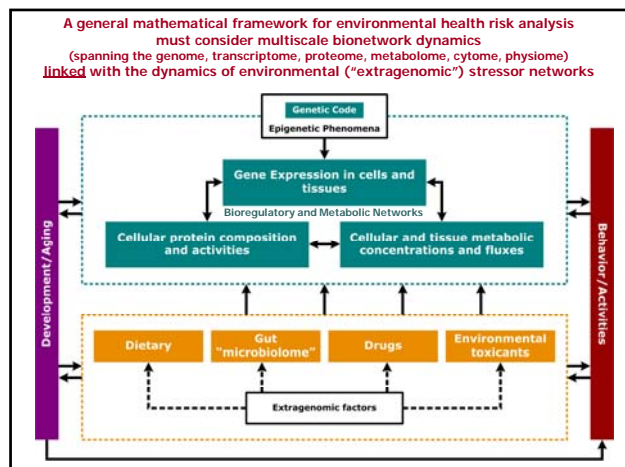 A general mathematical framework for environmental health risk analysis
must consider multiscale bionetwork dynamics
(spanning the genome, transcriptome, proteome, metabolome, cytome, physiome)
linked with the dynamics of environmental (“extragenomic”) stressor networks
Genetic Code
Epigenetic Phenomena
Gene Expression in cells and
tissues
Bioregulatory and Metabolic Networks
Cellular protein composition
and activities
Cellular and tissue metabolic
concentrations and fluxes
Development/Aging
Behavior/Activities
Dietary
Gut
“microbiolome”
Drugs
Environmental
toxicants
Extragenomic factors